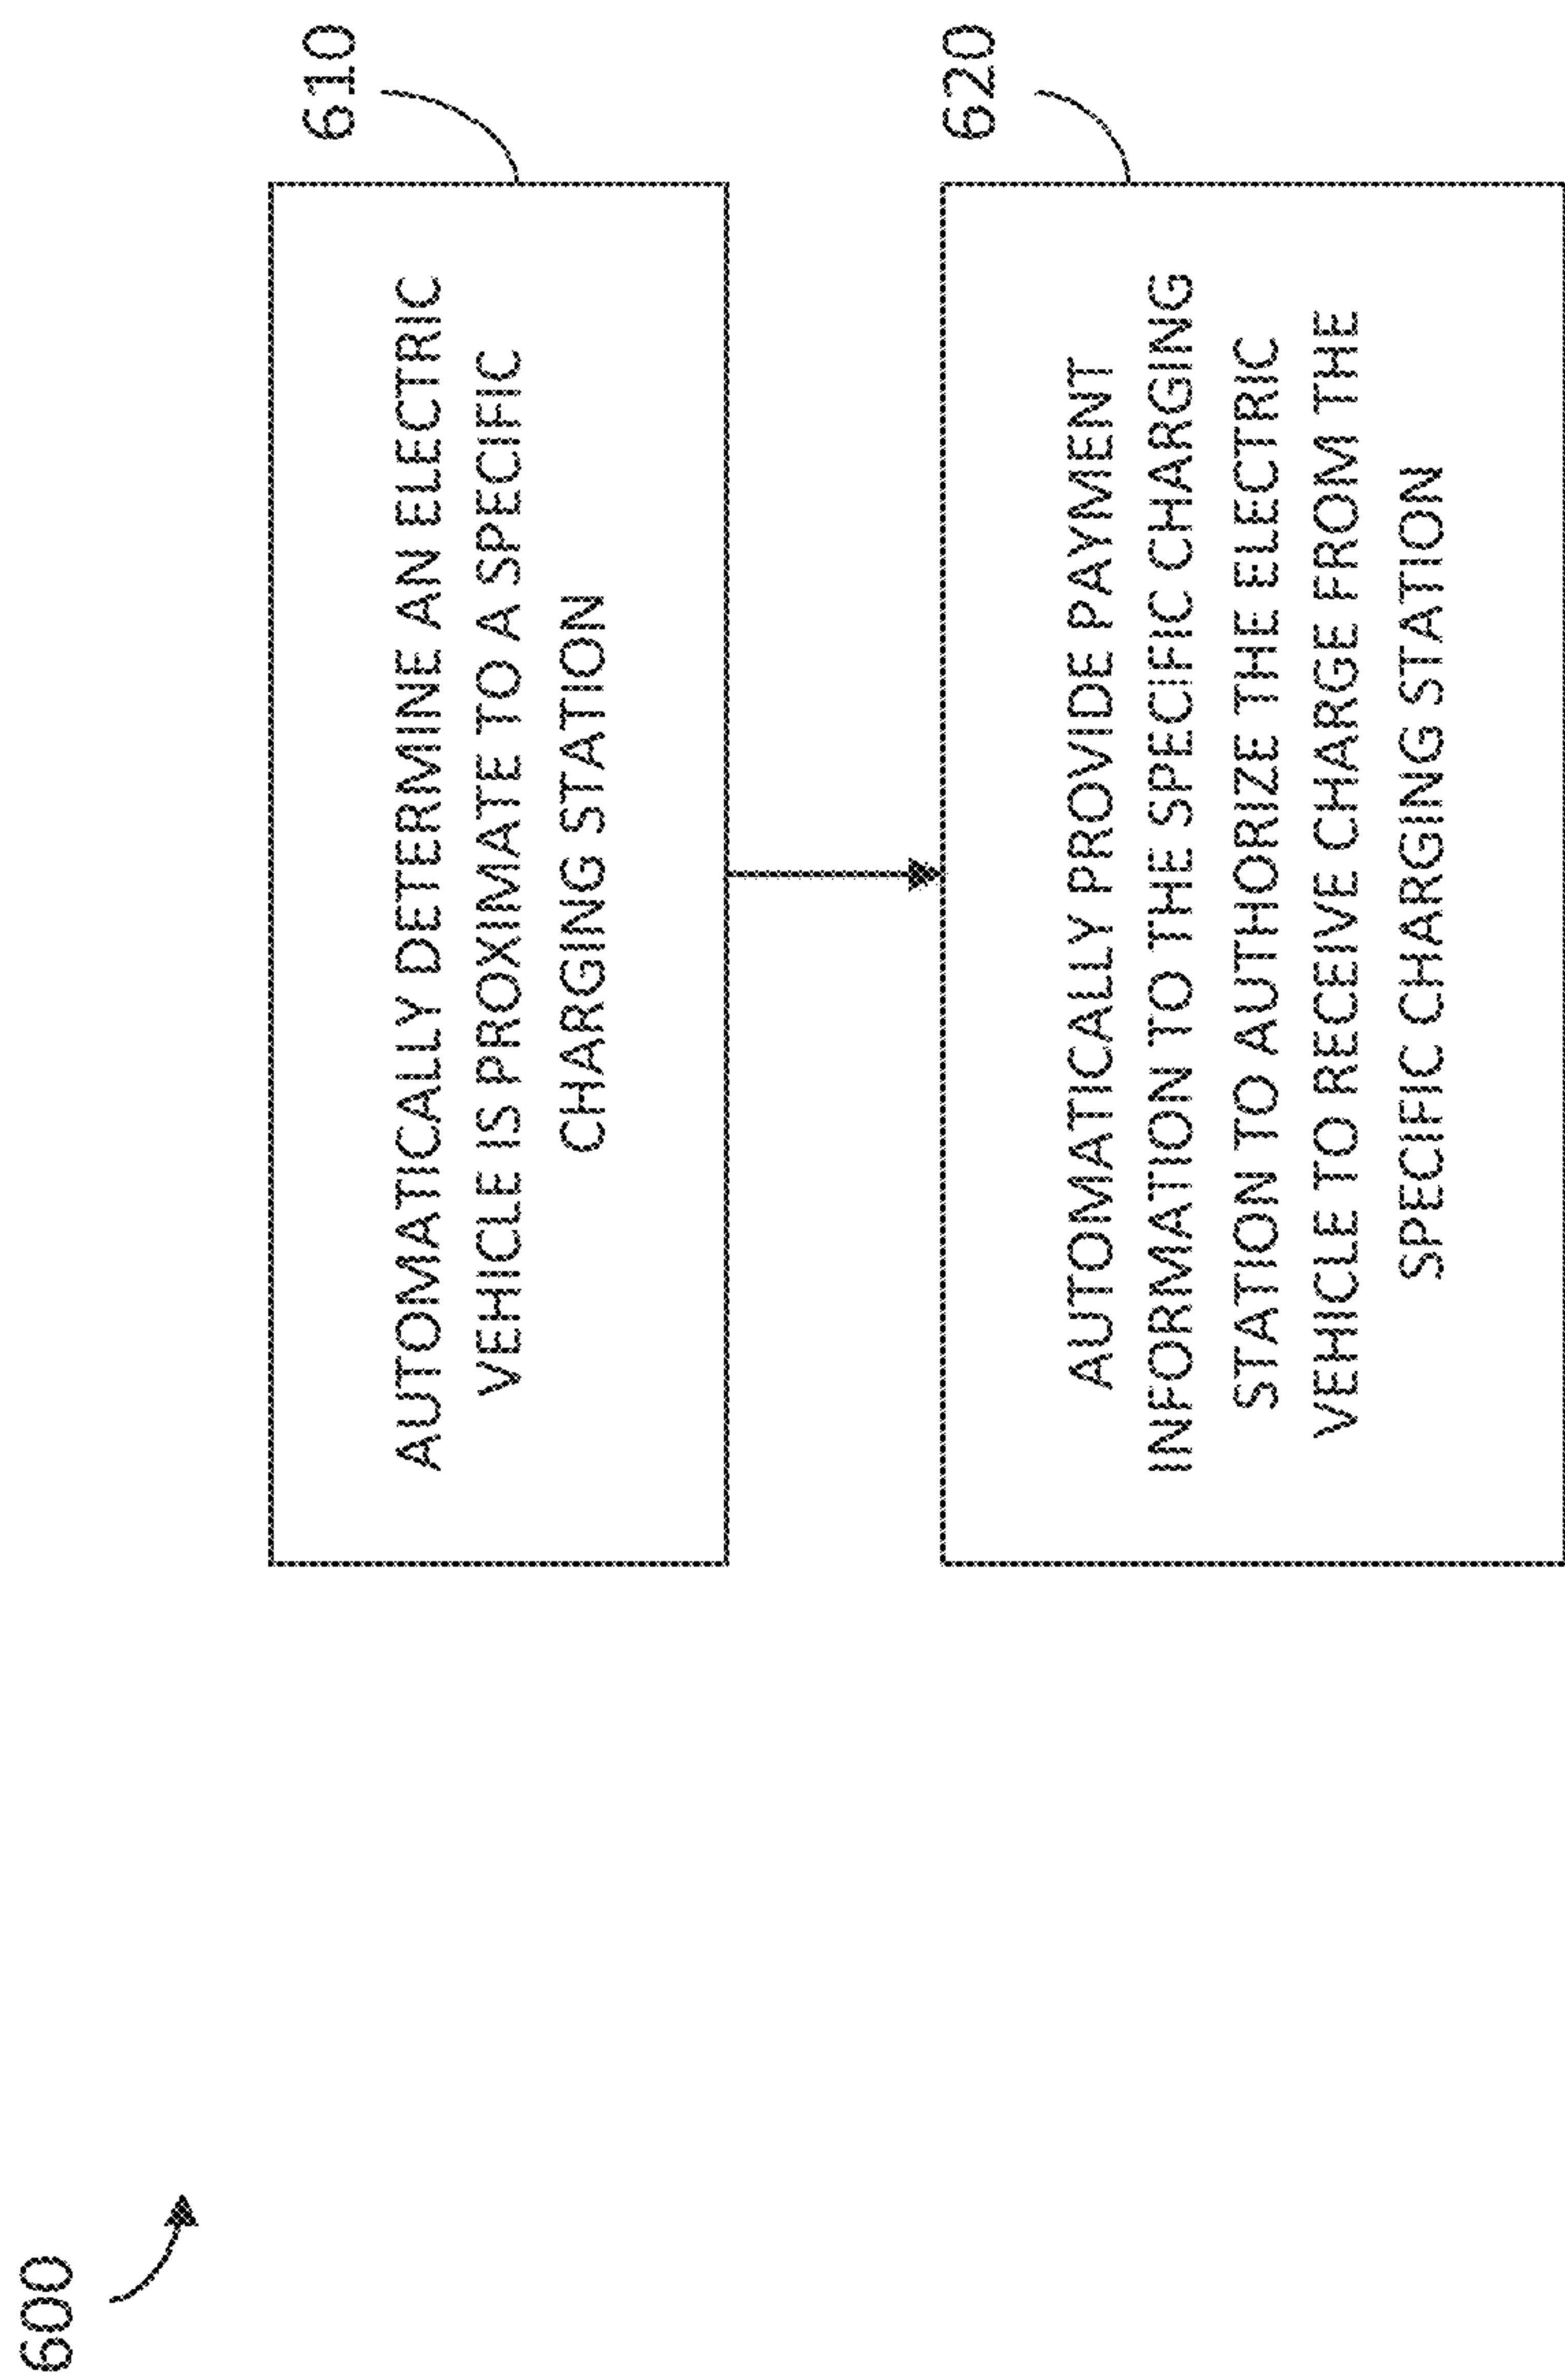 600
610
AUTOMATICALLY DETERMINE AN ELECTRIC
VEHICLE IS PROXIMATE TO A SPECIFIC
CHARGING STATION
620
AUTOMATICALLY PROVIDE PAYMENT
INFORMATION TO THE SPECIFIC CHARGING
STATION TO AUTHORIZE THE ELECTRIC
VEHICLE TO RECEIVE CHARGE FROM THE
SPECIFIC CHARGING STATION